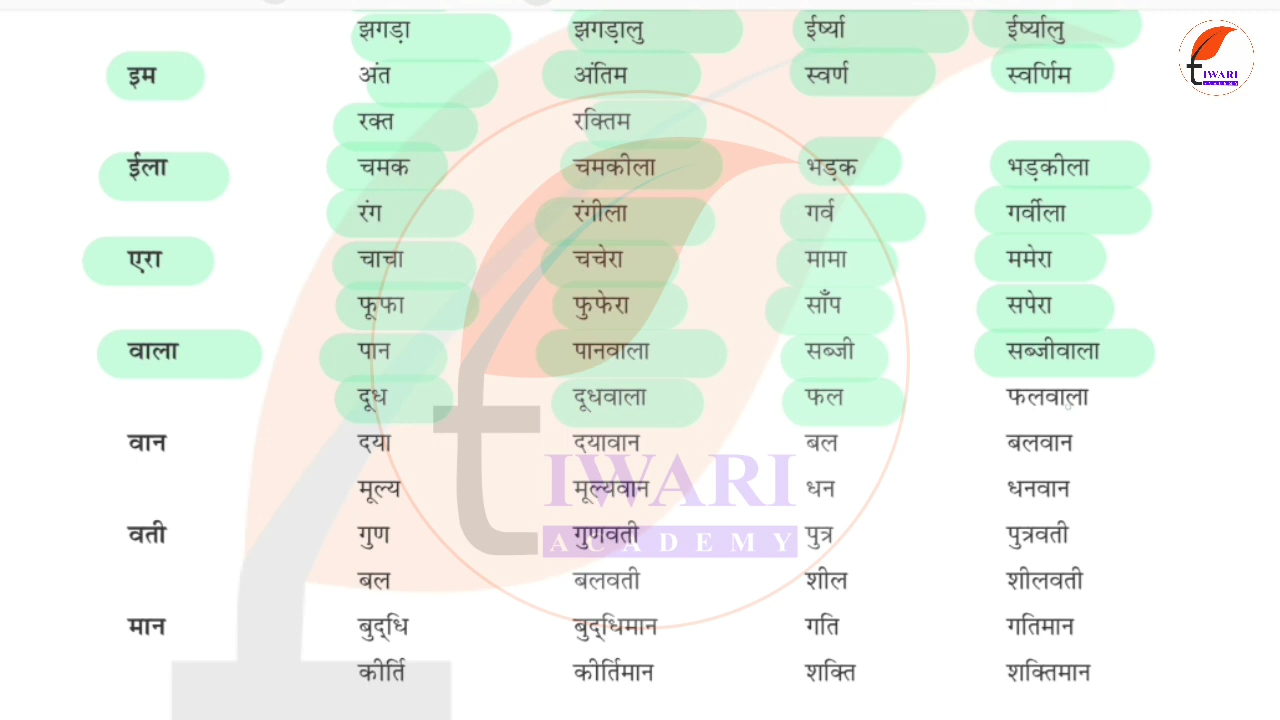 झगड़ा झगड़ालु ईर्ष्या ईर्ष्यालु
इम अंत अंतिम स्वर्ण स्वर्णिम
रक्त रक्तिम
ईला चमक चमकीला भड़क भड़कीला
रंग रंगीला गर्व गर्वीला
एरा चाचा चचेरा मामा ममेरा
फूफा फुफेरा साँप सपेरा
वाला पान पानवाला सब्जी सब्जीवाला
दूध दूधवाला फल फलवाला
वान दया दयावान बल बलवान
मूल्य मूल्यवान धन धनवान
वती गुण गुणवती पुत्र पुत्रवती
बल बलवती शील शीलवती
मान बुद्‌धि बुद्‌धिमान गति गतिमान
कीर्ति कीर्तिमान शक्ति शक्तिमान
tIWARI
ACADEMY
tIWARI
ACADEMY